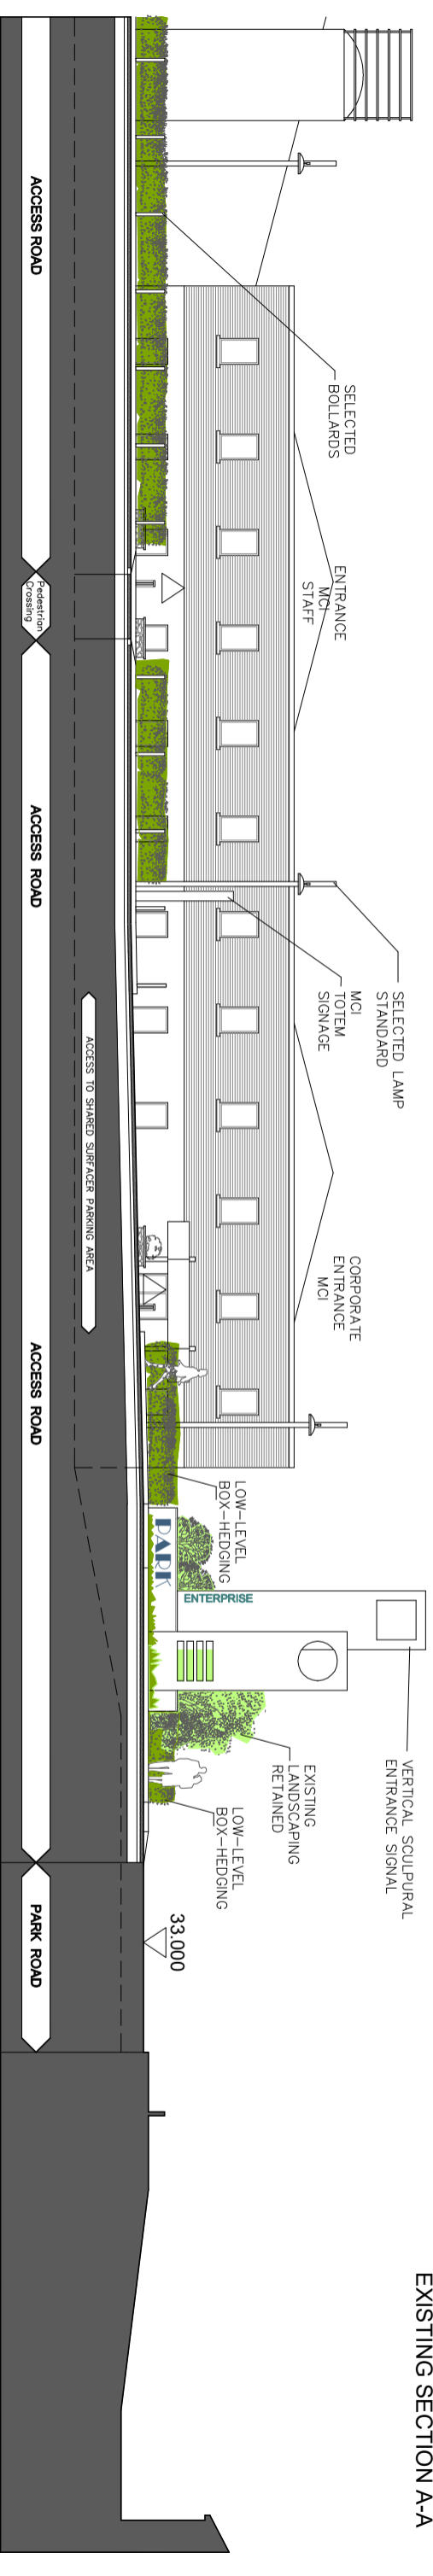 EXISTING SECTION A-A
SELECTED
BOLLARDS
ENTRANCE
MCI
STAFF
SELECTED LAMP
STANDARD
MCI
TOTEM
SIGNAGE
CORPORATE
ENTRANCE
MCI
LOW-LEVEL
BOX-HEDGING
PARK
ENTERPRISE
VERTICAL SCULPURAL
ENTRANCE SIGNAL
EXISTING
LANDSCAPING
RETAINED
LOW-LEVEL
BOX-HEDGING
33.000
ACCESS TO SHARED SURFACER PARKING AREA
ACCESS ROAD
Pedestrian
Crossing
ACCESS ROAD
ACCESS ROAD
PARK ROAD